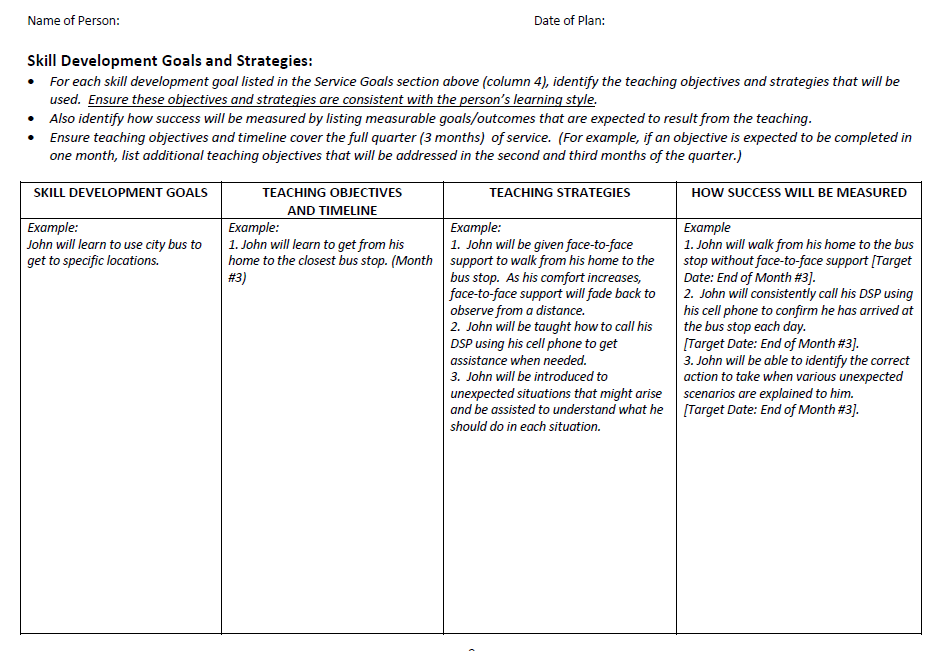 Name of Person: Date of Plan:
Skill Development Goals and Strategies:
• For each skill development goal listed in the Service Goals section above (column 4), identify the teaching objectives and strategies that will be
used. Ensure these objectives and strategies are consistent with the person's learning style.
• Also identify how success will be measured by listing measurable goals/outcomes that are expected to result from the teaching.
• Ensure teaching objectives and timeline cover the full quarter (3 months) of service. (For example, if an objective is expected to be completed in
one month, list additional teaching objectives that will be addressed in the second and third months of the quarter.)
SKILL DEVELOPMENT GOALS
TEACHING OBJECTIVES
AND TIMELINE
TEACHING STRATEGIES
HOW SUCCESS WILL BE MEASURED
Example:
John will learn to use city bus to
get to specific locations.
Example:
1. John will learn to get from his
home to the closest bus stop. (Month
#3)
Example:
1. John will be given face-to-face
support to walk from his home to the
bus stop. As his comfort increases,
face-to-face support will fade back to
observe from a distance.
2. John will be taught how to call his
DSP using his cell phone to get
assistance when needed.
3. John will be introduced to
unexpected situations that might arise
and be assisted to understand what he
should do in each situation.
Example
1. John will walk from his home to the bus
stop without face-to-face support [Target
Date: End of Month #3].
2. John will consistently call his DSP using
his cell phone to confirm he has arrived at
the bus stop each day.
[Target Date: End of Month #3].
3. John will be able to identify the correct
action to take when various unexpected
scenarios are explained to him.
[Target Date: End of Month #3].